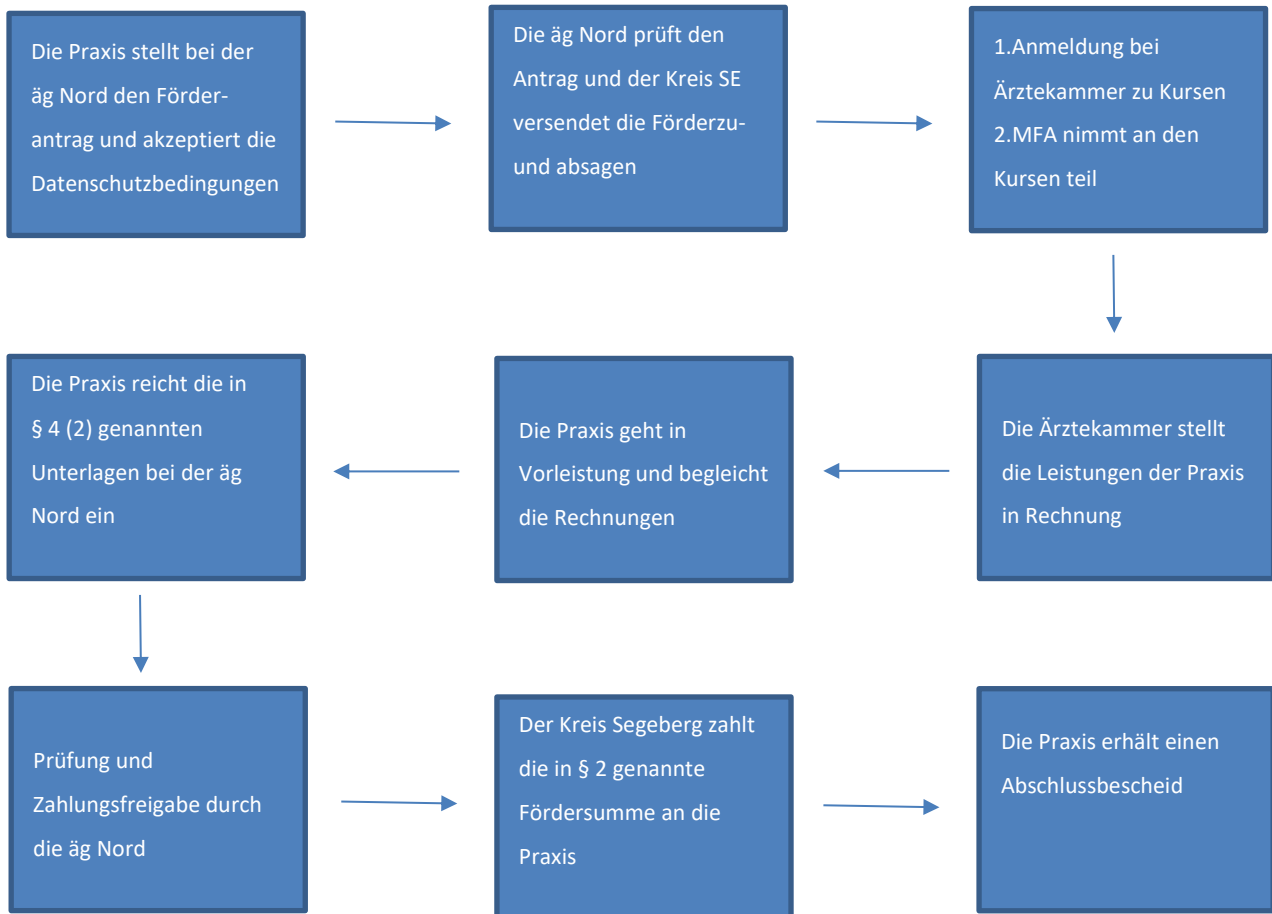 Die Praxis stellt bei der
äg Nord den Förder-
antrag und akzeptiert die
Datenschutzbedingungen
Die äg Nord prüft den
Antrag und der Kreis SE
versendet die Förderzu-
und absagen
1.Anmeldung bei
Ärztekammer zu Kursen
2.MFA nimmt an den
Kursen teil
Die Ärztekammer stellt
die Leistungen der Praxis
in Rechnung
Die Praxis geht in
Vorleistung und begleicht
die Rechnungen
Die Praxis reicht die in
§ 4 (2) genannten
Unterlagen bei der äg
Nord ein
Prüfung und
Zahlungsfreigabe durch
die äg Nord
Der Kreis Segeberg zahlt
die in § 2 genannte
Fördersumme an die
Praxis
Die Praxis erhält einen
Abschlussbescheid